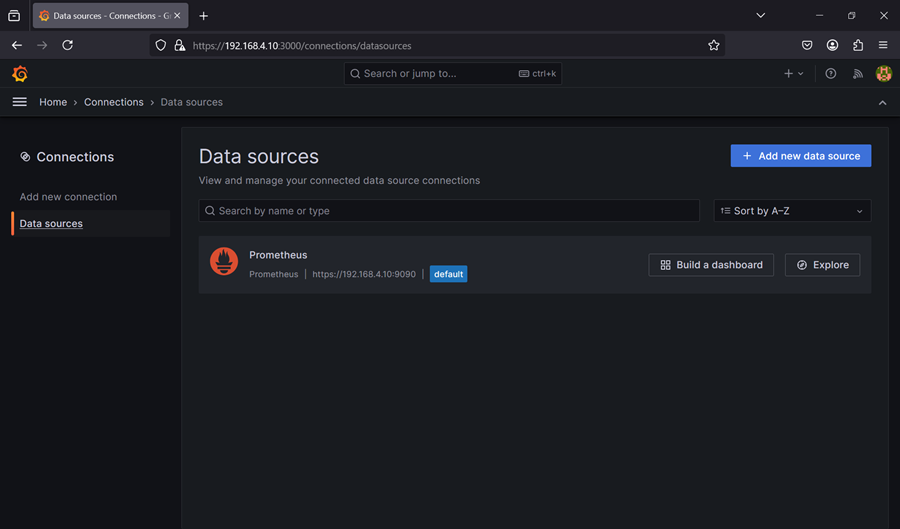 Data sources - Connections - G
https://192.168.4.10:3000/connections/datasources
Search or jump to... ctrl+k
Home › Connections › Data sources
Connections
Add new connection
Data sources
Data sources
Add new data source
View and manage your connected data source connections
Search by name or type
Sort by A–Z
Prometheus
Prometheus | https://192.168.4.10:9090 | default
Build a dashboard
Explore